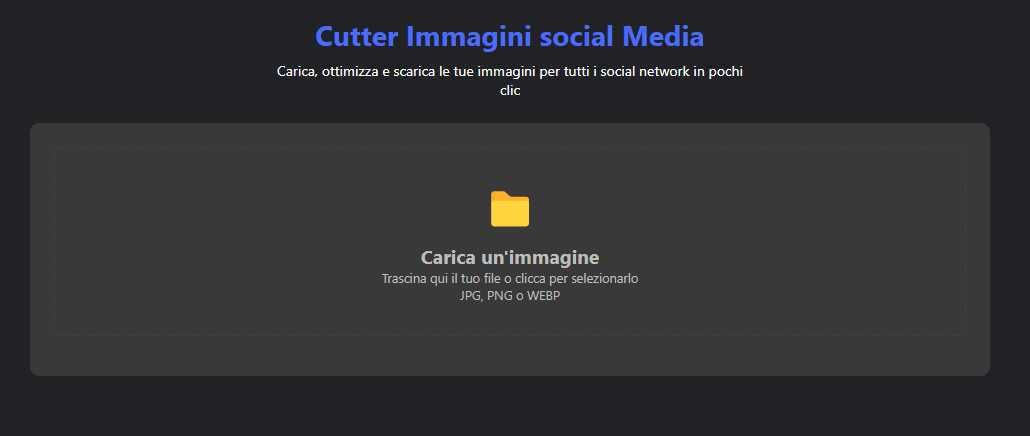 Cutter Immagini social Media
Carica, ottimizza e scarica le tue immagini per tutti i social network in pochi
clic
Carica un'immagine
Trascina qui il tuo file o clicca per selezionarlo
JPG, PNG o WEBP